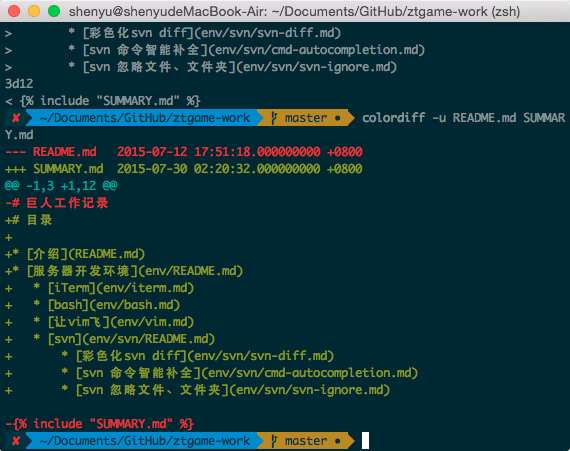 shenyu@shenyudeMacBook-Air: ~/Documents/GitHub/ztgame-work (zsh)
>       * [彩色化svn diff](env/svn/svn-diff.md)
>       * [svn 命令智能补全](env/svn/cmd-autocompletion.md)
>       * [svn 忽略文件、文件夹](env/svn/svn-ignore.md)
3d12
< {% include "SUMMARY.md" %}
✘ ~/Documents/GitHub/ztgame-work master ● colordiff -u README.md SUMMAR
Y.md
--- README.md   2015-07-12 17:51:18.000000000 +0800
+++ SUMMARY.md  2015-07-30 02:20:32.000000000 +0800
@@ -1,3 +1,12 @@
-# 巨人工作记录
+# 目录
+
+* [介绍](README.md)
+* [服务器开发环境](env/README.md)
+   * [iTerm](env/iterm.md)
+   * [bash](env/bash.md)
+   * [让vim飞](env/vim.md)
+   * [svn](env/svn/README.md)
+       * [彩色化svn diff](env/svn/svn-diff.md)
+       * [svn 命令智能补全](env/svn/cmd-autocompletion.md)
+       * [svn 忽略文件、文件夹](env/svn/svn-ignore.md)
-{% include "SUMMARY.md" %}
✘ ~/Documents/GitHub/ztgame-work master ●